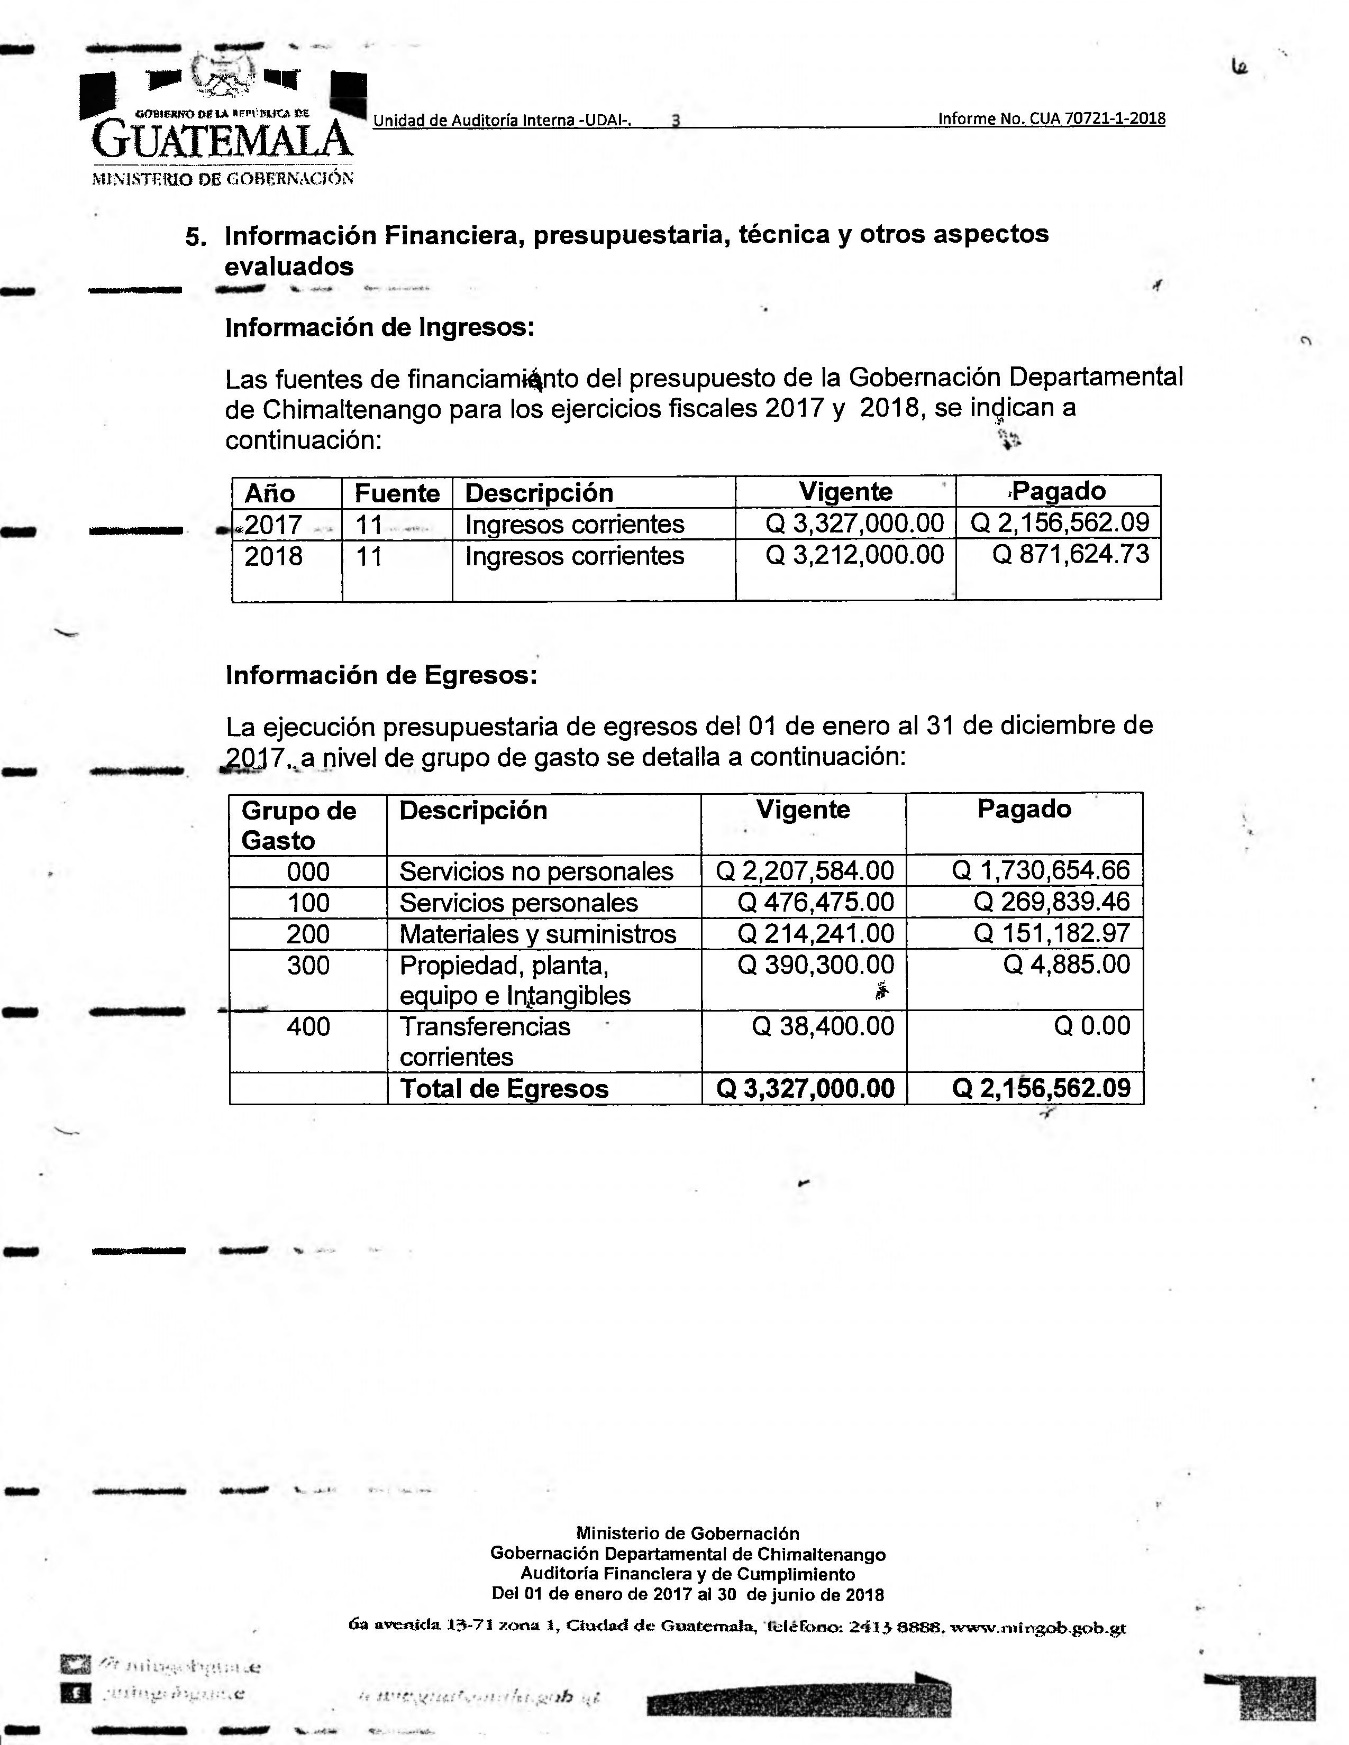 GOBIERNO DE LA REPÚBLICA DE
GUATEMALA
MINISTERIO DE GOBERNACIÓN
Unidad de Auditoría Interna -UDAI-. 3 Informe No. CUA 70721-1-2018
5. Información Financiera, presupuestaria, técnica y otros aspectos
evaluados
Información de Ingresos:
Las fuentes de financiamiento del presupuesto de la Gobernación Departamental
de Chimaltenango para los ejercicios fiscales 2017 y 2018, se indican a
continuación:
Año Fuente Descripción Vigente Pagado
2017 11 Ingresos corrientes Q 3,327,000.00 Q 2,156,562.09
2018 11 Ingresos corrientes Q 3,212,000.00 Q 871,624.73
Información de Egresos:
La ejecución presupuestaria de egresos del 01 de enero al 31 de diciembre de
2017, a nivel de grupo de gasto se detalla a continuación:
Grupo de Descripción Vigente Pagado
Gasto
000 Servicios no personales Q 2,207,584.00 Q 1,730,654.66
100 Servicios personales Q 476,475.00 Q 269,839.46
200 Materiales y suministros Q 214,241.00 Q 151,182.97
300 Propiedad, planta, Q 390,300.00 Q 4,885.00
equipo e Intangibles
400 Transferencias Q 38,400.00 Q 0.00
corrientes
Total de Egresos Q 3,327,000.00 Q 2,156,562.09
Ministerio de Gobernación
Gobernación Departamental de Chimaltenango
Auditoría Financiera y de Cumplimiento
Del 01 de enero de 2017 al 30 de junio de 2018
6a avenida 13-71 zona 1, Ciudad de Guatemala, Teléfono: 2413 8888. www.mingob.gob.gt